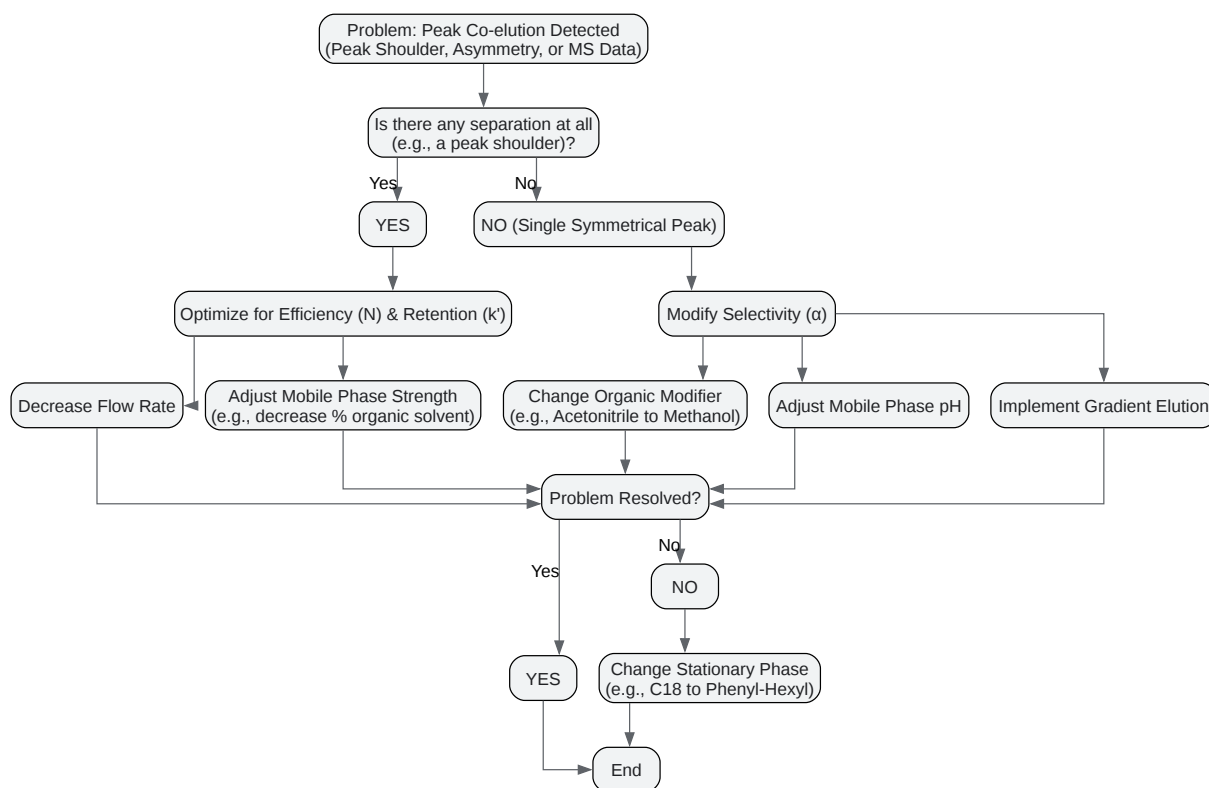 Problem: Peak Co-elution Detected
(Peak Shoulder, Asymmetry, or MS Data)
Is there any separation at all
(e.g., a peak shoulder)?
Yes
No
YES
NO (Single Symmetrical Peak)
Optimize for Efficiency (N) & Retention (k')
Modify Selectivity (α)
Decrease Flow Rate
Adjust Mobile Phase Strength
(e.g., decrease % organic solvent)
Change Organic Modifier
(e.g., Acetonitrile to Methanol)
Adjust Mobile Phase pH
Implement Gradient Elution
Problem Resolved?
Yes
No
NO
YES
Change Stationary Phase
(e.g., C18 to Phenyl-Hexyl)
End